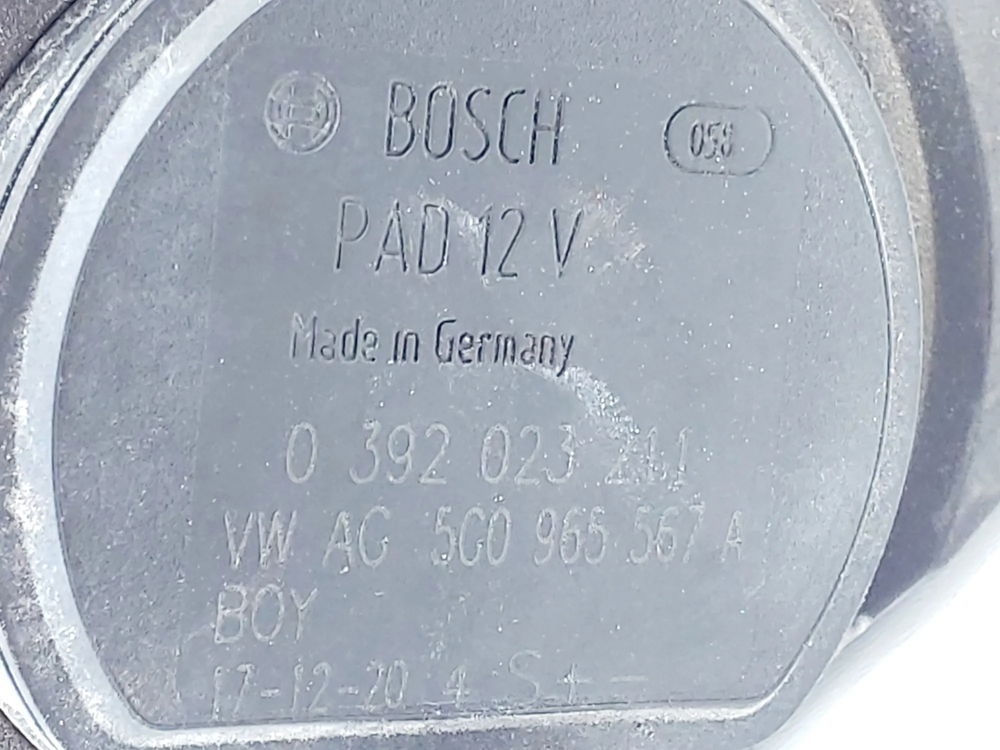 BOSCH 058
PAD 12 V
Made in Germany
0 392 023 211
VW AG 5G0 965 567 A
BOY
17-12-20 4 S+--